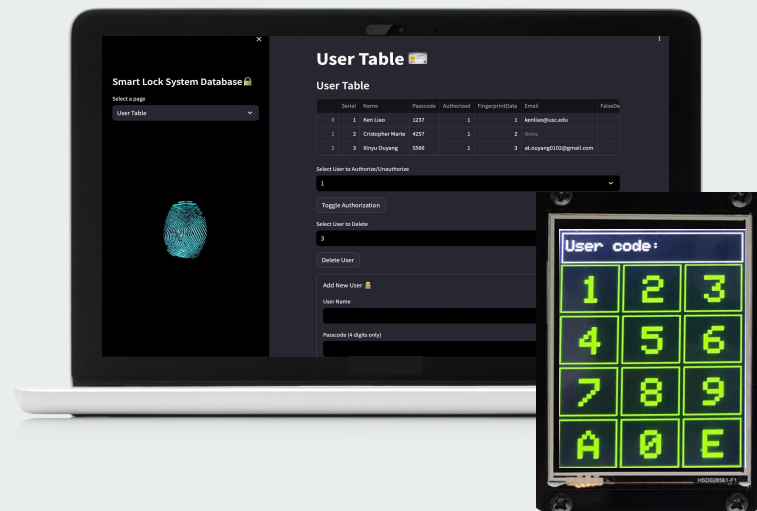 Smart Lock System Database
Select a page
User Table
User Table
User Table
Serial Name Passcode Authorized FingerprintData Email FalseDe
0 1 Ken Liao 1237 1 1 kenliao@usc.edu
1 2 Cristopher Marte 4257 1 2 None
2 3 Xinyu Ouyang 5566 1 3 at.ouyang0102@gmail.com
Select User to Authorize/Unauthorize
1
Toggle Authorization
Select User to Delete
3
Delete User
Add New User
User Name
Passcode (4 digits only)
User code:
1 2 3
4 5 6
7 8 9
A 0 E
HSD028561-F1